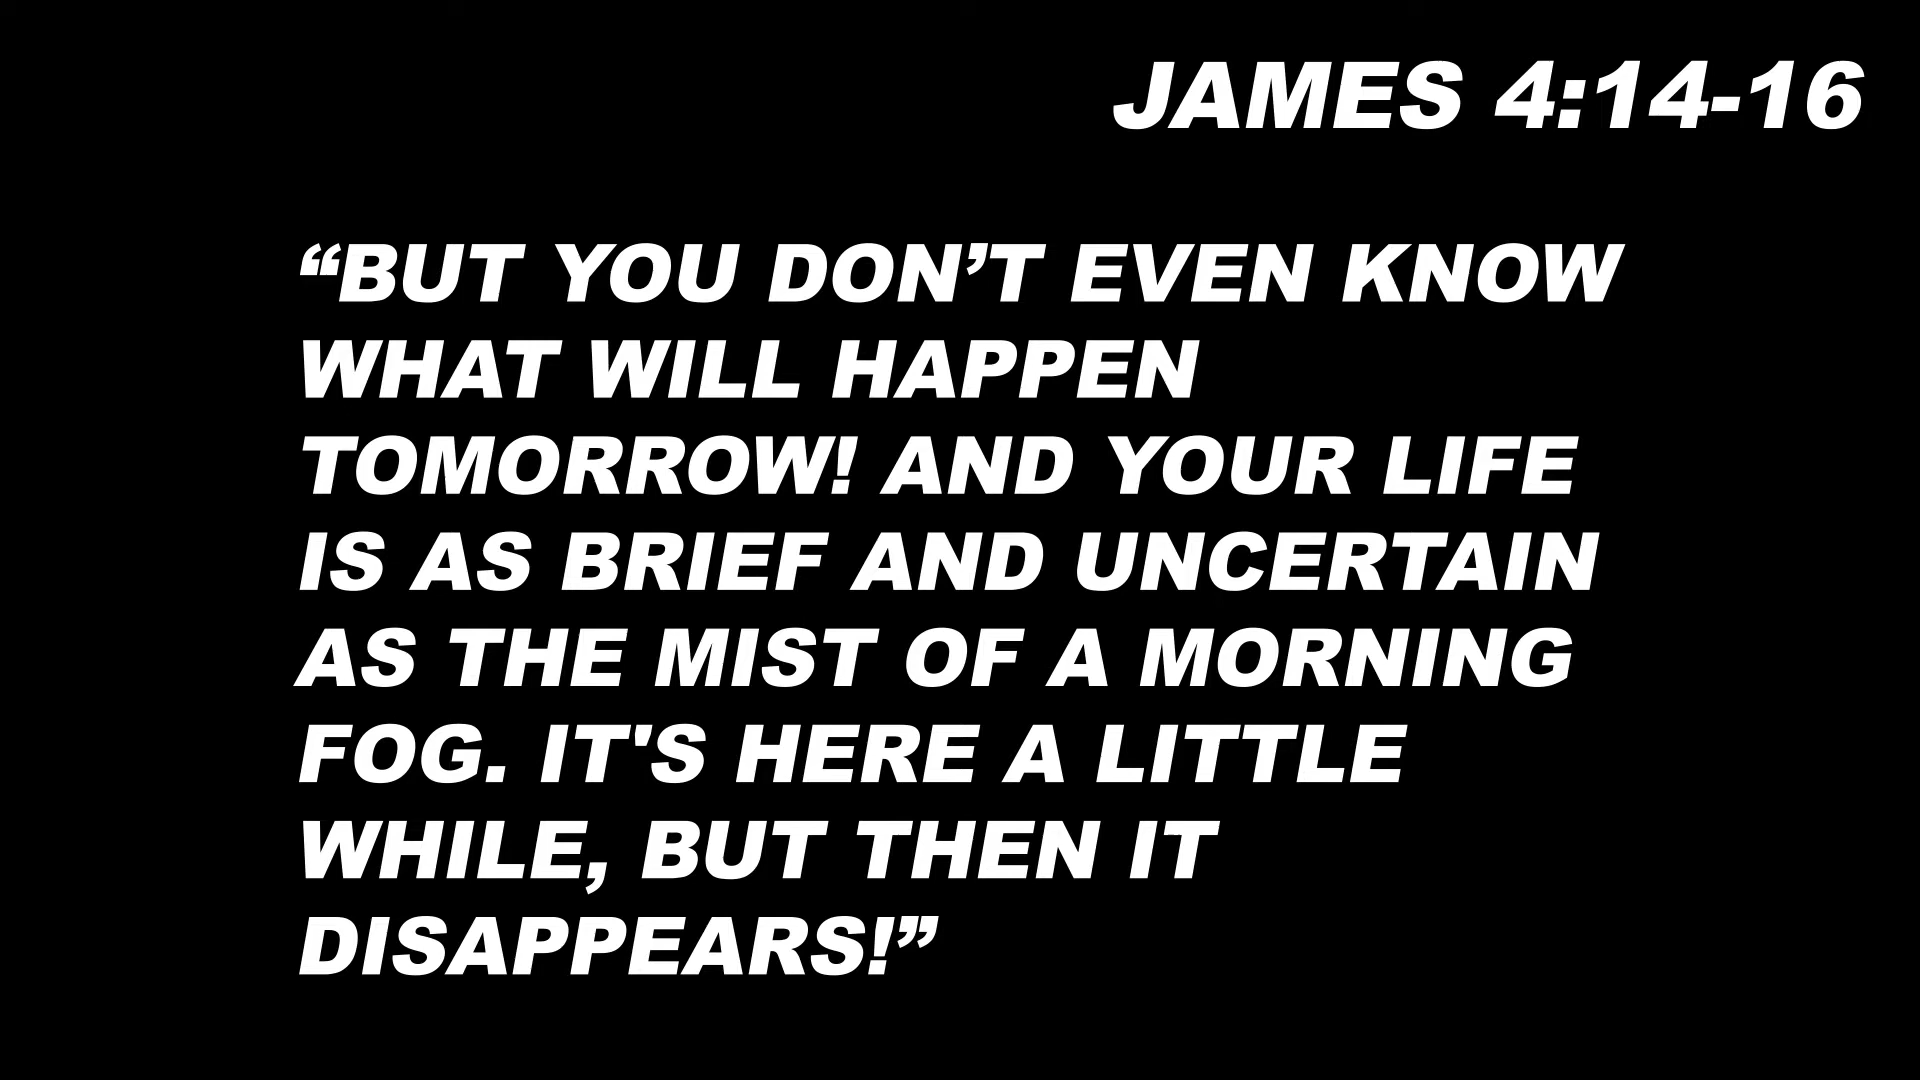 JAMES 4:14-16
“BUT YOU DON’T EVEN KNOW
WHAT WILL HAPPEN
TOMORROW! AND YOUR LIFE
IS AS BRIEF AND UNCERTAIN
AS THE MIST OF A MORNING
FOG. IT'S HERE A LITTLE
WHILE, BUT THEN IT
DISAPPEARS!”